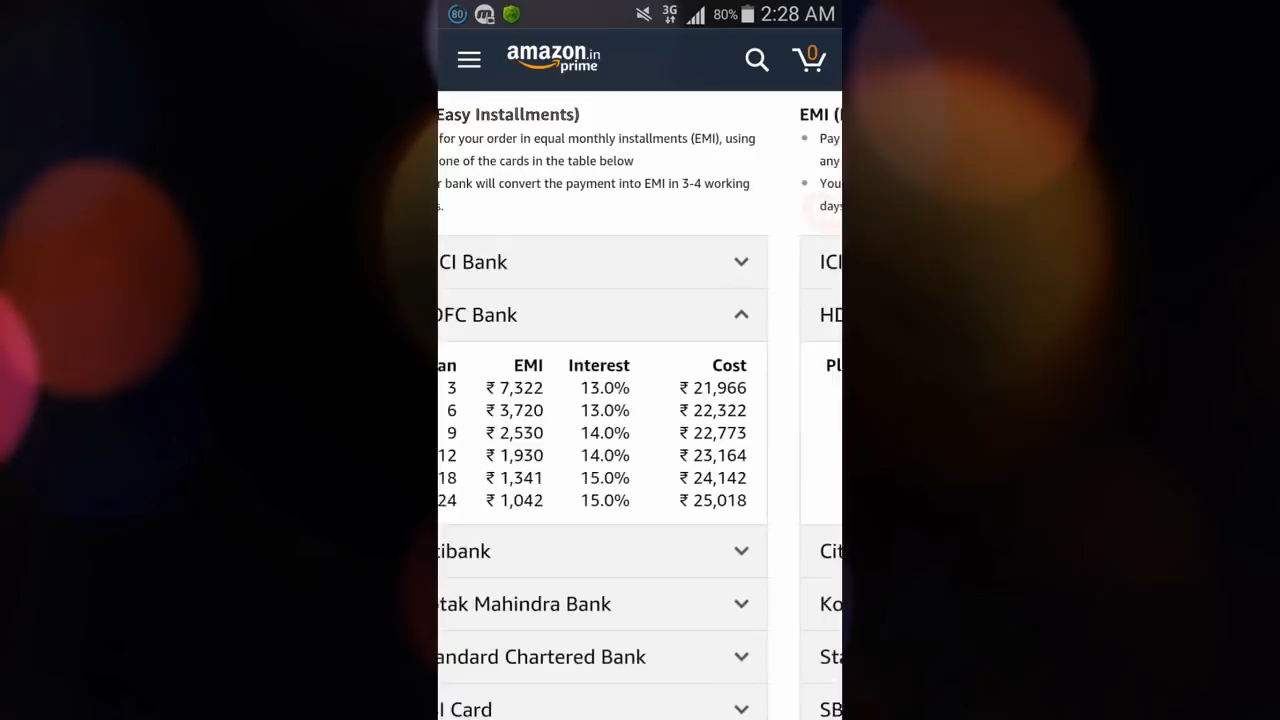 80 3G 80% 2:28 AM
amazon.in
prime
0
Easy Installments)
for your order in equal monthly installments (EMI), using
one of the cards in the table below
r bank will convert the payment into EMI in 3-4 working
s.
CI Bank
DFC Bank
an EMI Interest Cost
3 ₹ 7,322 13.0% ₹ 21,966
6 ₹ 3,720 13.0% ₹ 22,322
9 ₹ 2,530 14.0% ₹ 22,773
12 ₹ 1,930 14.0% ₹ 23,164
18 ₹ 1,341 15.0% ₹ 24,142
24 ₹ 1,042 15.0% ₹ 25,018
tibank
tak Mahindra Bank
andard Chartered Bank
I Card
EMI (
Pay
any
You
days
ICI
HD
Pl
Cit
Ko
Sta
SB